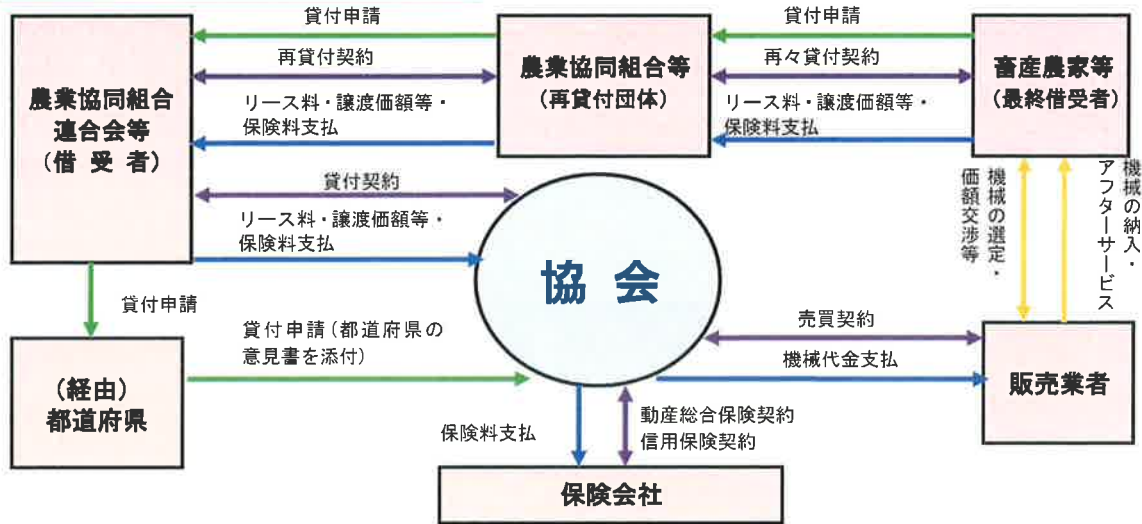 貸付申請
貸付申請
農業協同組合
連合会等
(借受者)
再貸付契約
リース料・譲渡価額等・
保険料支払
農業協同組合等
(再貸付団体)
再々貸付契約
リース料・譲渡価額等・
保険料支払
畜産農家等
(最終借受者)
貸付契約
リース料・譲渡価額等・
保険料支払
協会
機械の選定・
価額交渉等
機械の納入・
アフターサービス
貸付申請
貸付申請(都道府県の
意見書を添付)
(経由)
都道府県
売買契約
機械代金支払
販売業者
保険料支払
動産総合保険契約
信用保険契約
保険会社